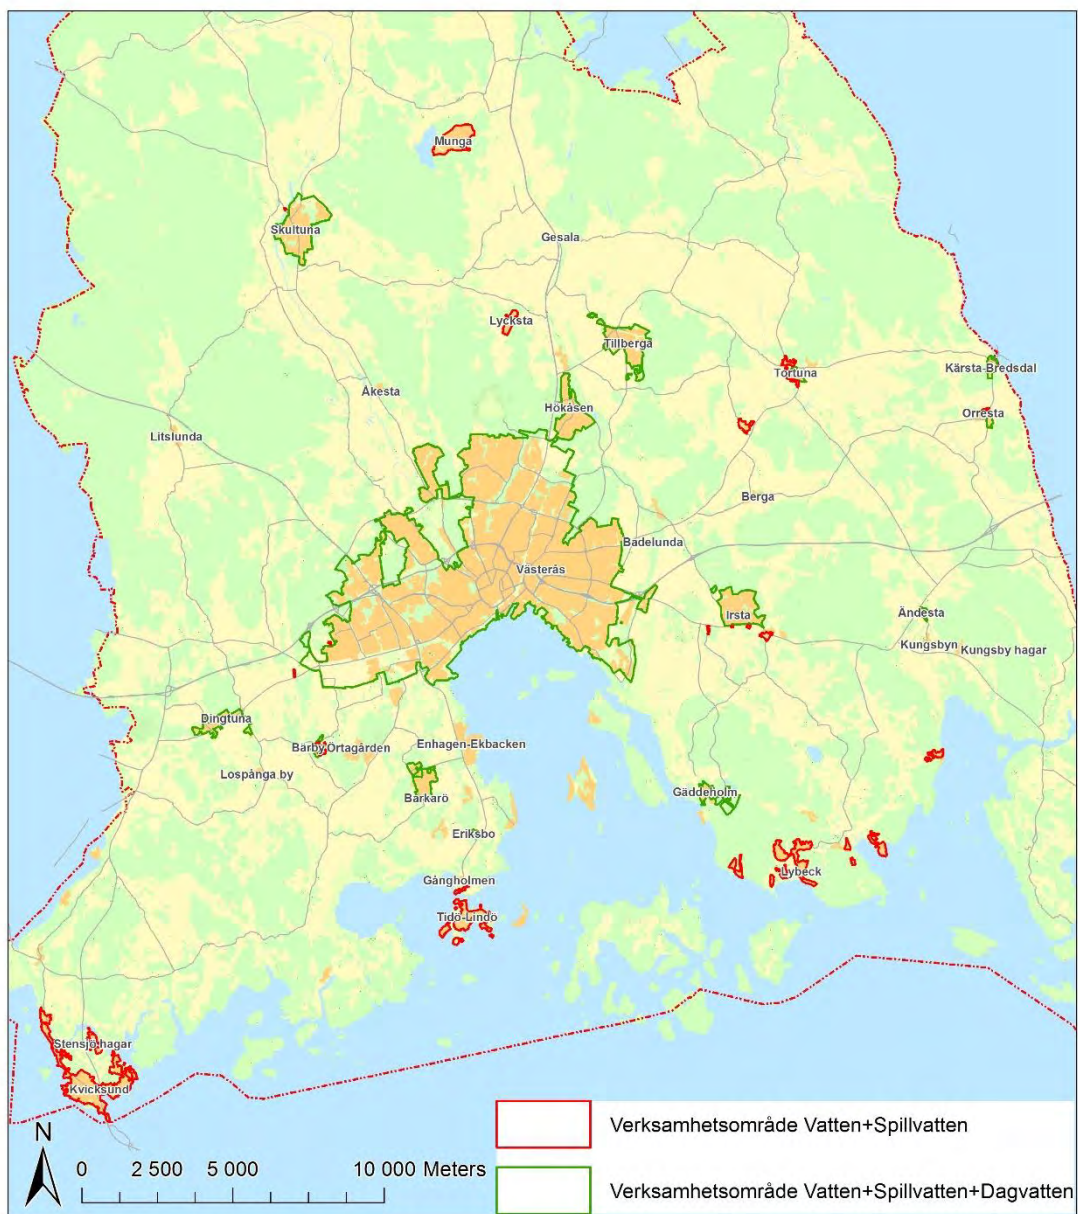 Munga
Skultuna
Gesala
Lycksta
Tillberga
Tortuna
Kärsta-Bredsdal
Åkesta
Hökåsen
Orresta
Litslunda
Berga
Badelunda
Västerås
Irsta
Ändesta
Kungsbyn
Kungsby hagar
Dingtuna
Bärby
Örtagården
Enhagen-Ekbacken
Lospånga by
Barkarö
Gäddeholm
Eriksbo
Lybeck
Gångholmen
Tidö-Lindö
Stensjö hagar
Kvicksund
N
0 2 500 5 000 10 000 Meters
Verksamhetsområde Vatten+Spillvatten
Verksamhetsområde Vatten+Spillvatten+Dagvatten